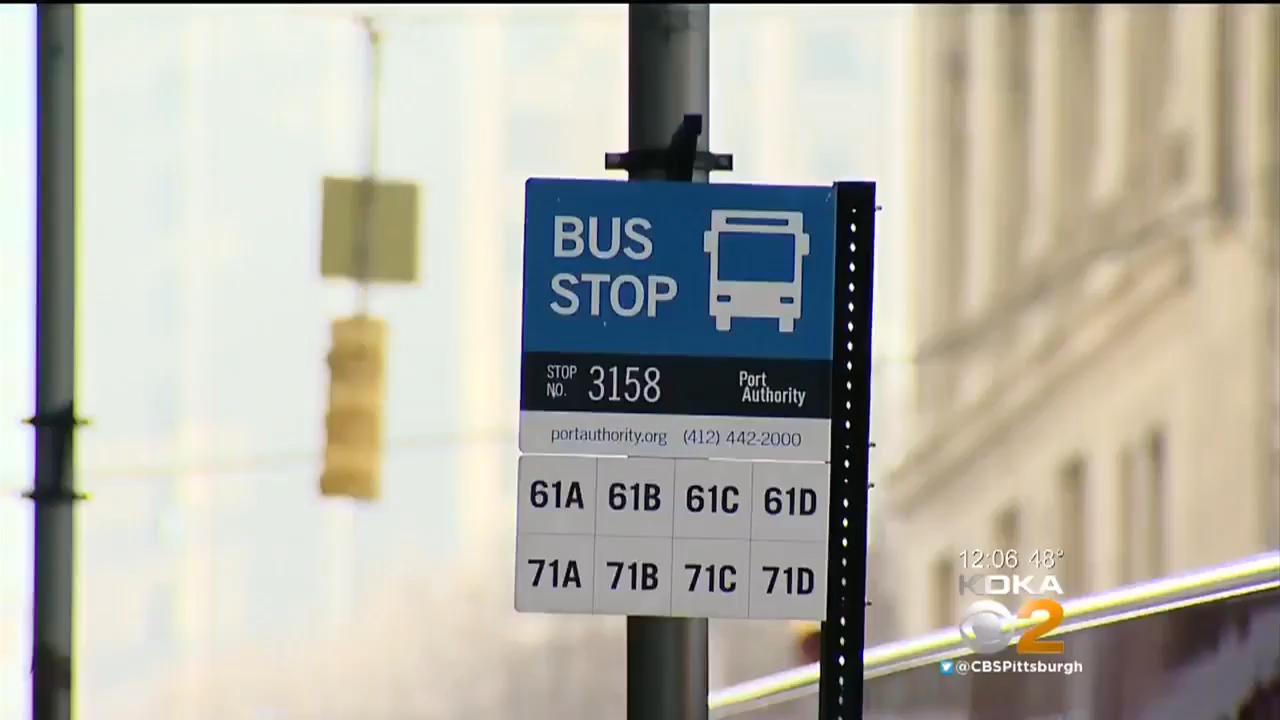 BUS
STOP
STOP
NO. 3158
Port
Authority
portauthority.org (412) 442-2000
61A 61B 61C 61D
71A 71B 71C 71D
12:06 48°
KDKA
2
@CBSPittsburgh